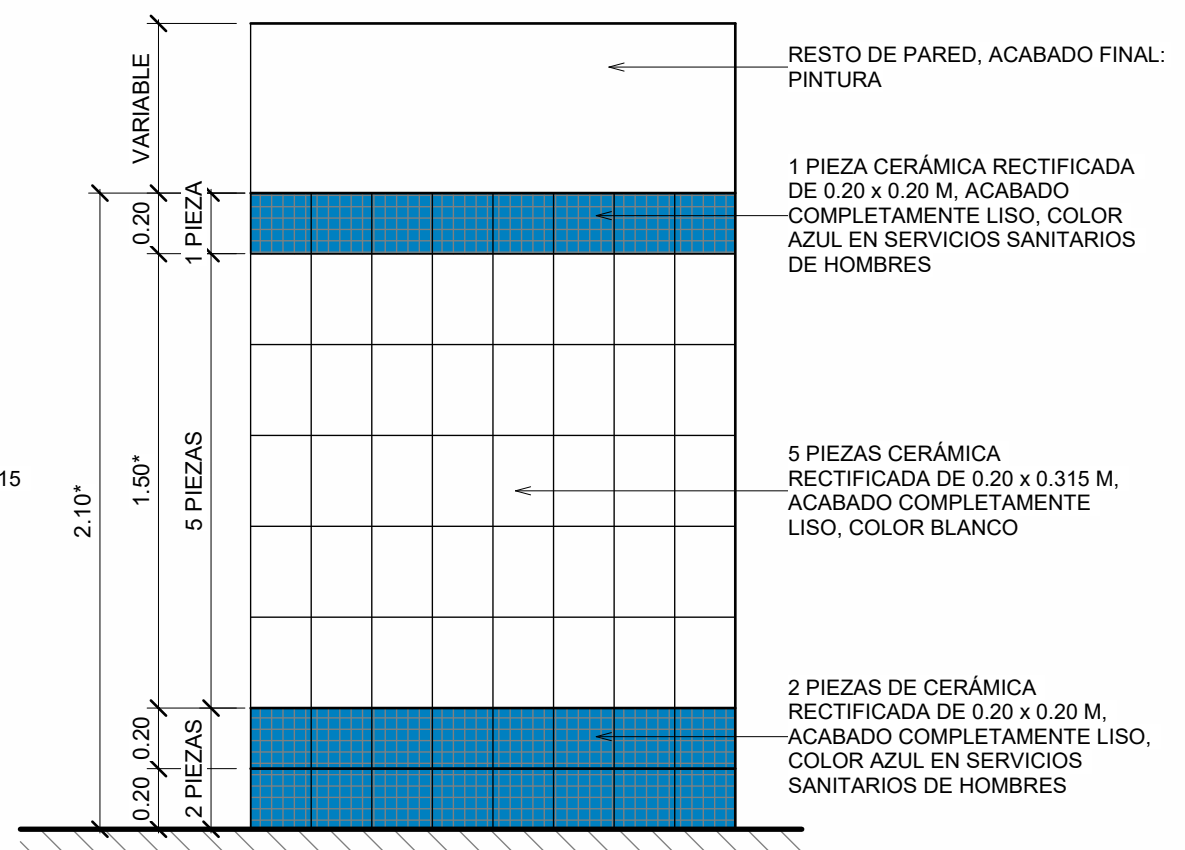 VARIABLE
0.20
1 PIEZA
1.50*
5 PIEZAS
2.10*
0.20
0.20
2 PIEZAS
15
RESTO DE PARED, ACABADO FINAL:
PINTURA
1 PIEZA CERÁMICA RECTIFICADA
DE 0.20 x 0.20 M, ACABADO
COMPLETAMENTE LISO, COLOR
AZUL EN SERVICIOS SANITARIOS
DE HOMBRES
5 PIEZAS CERÁMICA
RECTIFICADA DE 0.20 x 0.315 M,
ACABADO COMPLETAMENTE
LISO, COLOR BLANCO
2 PIEZAS DE CERÁMICA
RECTIFICADA DE 0.20 x 0.20 M,
ACABADO COMPLETAMENTE LISO,
COLOR AZUL EN SERVICIOS
SANITARIOS DE HOMBRES